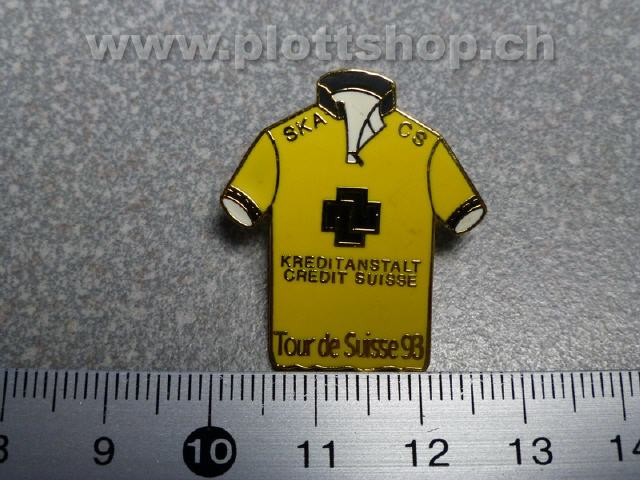 www.plottshop.ch
SKA CS
KREDITANSTALT
CREDIT SUISSE
Tour de Suisse 93
8 9 10 11 12 13 14